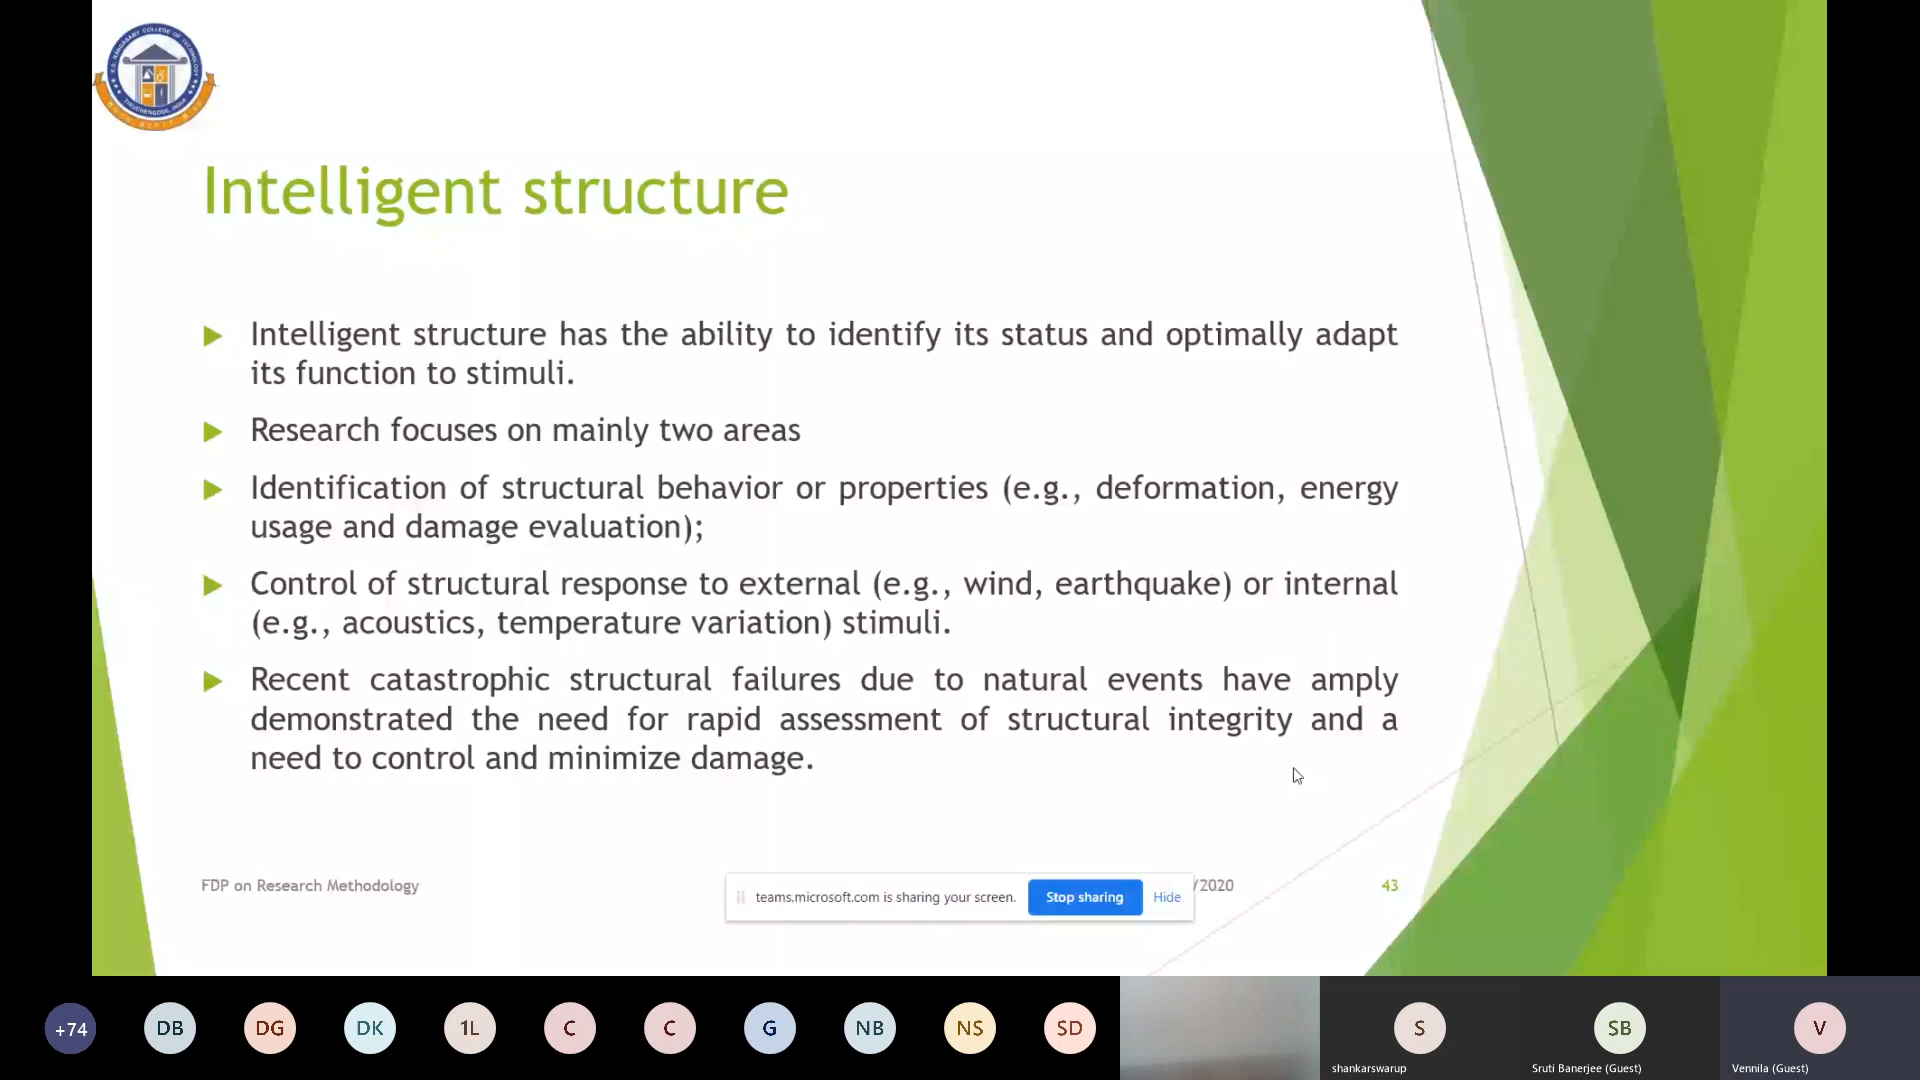 Intelligent structure
Intelligent structure has the ability to identify its status and optimally adapt
its function to stimuli.
Research focuses on mainly two areas
Identification of structural behavior or properties (e.g., deformation, energy
usage and damage evaluation);
Control of structural response to external (e.g., wind, earthquake) or internal
(e.g., acoustics, temperature variation) stimuli.
Recent catastrophic structural failures due to natural events have amply
demonstrated the need for rapid assessment of structural integrity and a
need to control and minimize damage.
FDP on Research Methodology
/2020
43
teams.microsoft.com is sharing your screen.
Stop sharing
Hide
+74
DB
DG
DK
1L
C
C
G
NB
NS
SD
S
SB
V
shankarswarup
Sruti Banerjee (Guest)
Vennila (Guest)